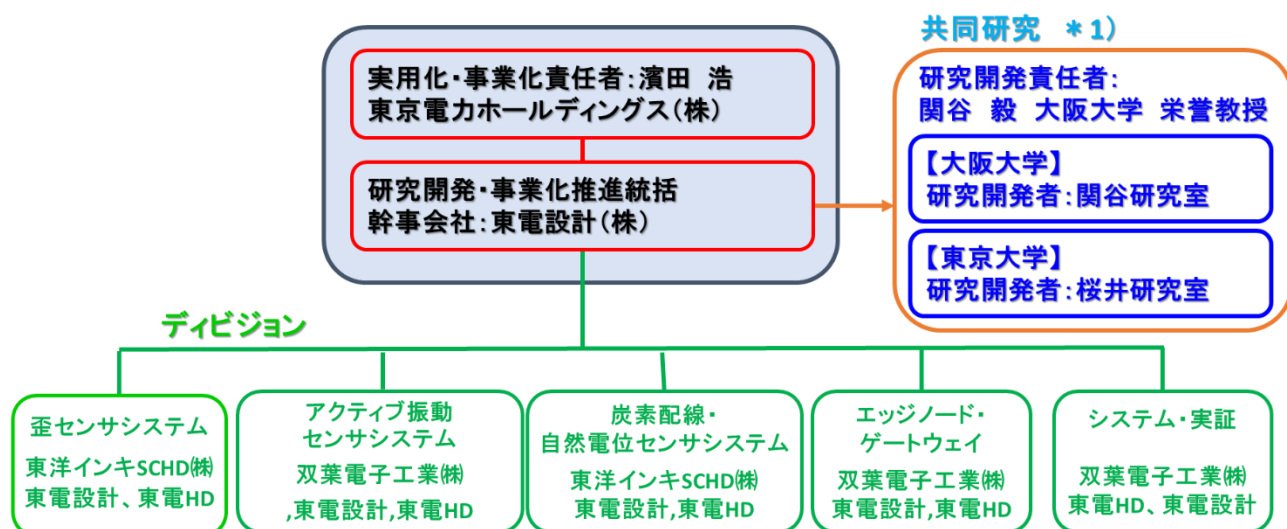 共同研究 ＊1）
実用化・事業化責任者：濱田 浩
東京電力ホールディングス（株）
研究開発・事業化推進統括
幹事会社：東電設計（株）
研究開発責任者：
関谷 毅 大阪大学 栄誉教授
【大阪大学】
研究開発者：関谷研究室
【東京大学】
研究開発者：桜井研究室
ディビジョン
歪センサシステム
東洋インキSCHD㈱
東電設計、東電HD
アクティブ振動
センサシステム
双葉電子工業㈱
,東電設計,東電HD
炭素配線・
自然電位センサシステム
東洋インキSCHD㈱
東電設計,東電HD
エッジノード・
ゲートウェイ
双葉電子工業㈱
東電設計,東電HD
システム・実証
双葉電子工業㈱
東電HD、東電設計